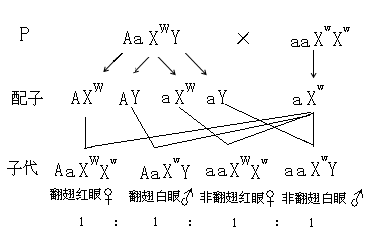 P AaX^WY × aaX^wX^w
配子 AX^W AY aX^W aY aX^w
子代 AaX^WX^w AaX^wY aaX^WX^w aaX^wY
翻翅红眼♀ 翻翅白眼♂ 非翻翅红眼♀ 非翻翅白眼♂
1 : 1 : 1 : 1